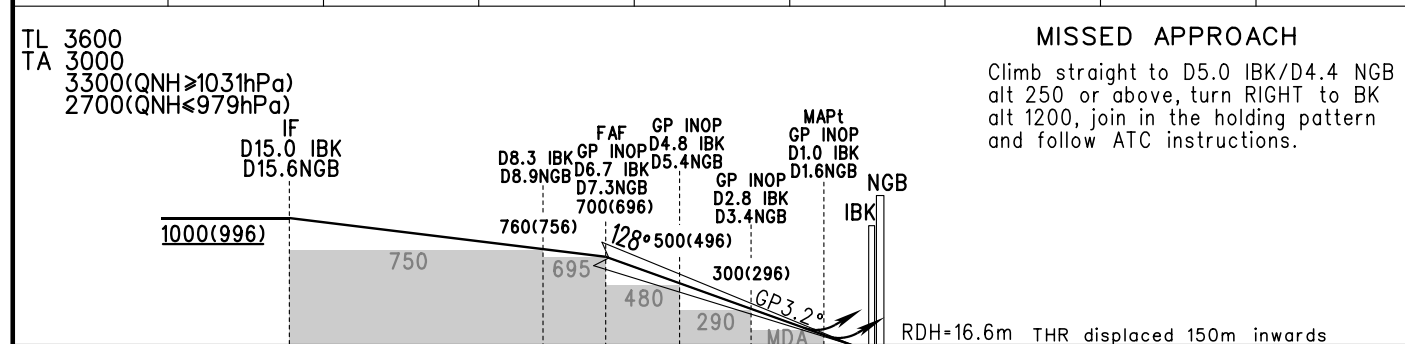 TL 3600
TA 3000
3300(QNH≥1031hPa)
2700(QNH≤979hPa)
MISSED APPROACH
Climb straight to D5.0 IBK/D4.4 NGB
alt 250 or above, turn RIGHT to BK
alt 1200, join in the holding pattern
and follow ATC instructions.
IF
D15.0 IBK
D15.6NGB
D8.3 IBK
D8.9NGB
FAF
GP INOP
D6.7 IBK
D7.3NGB
700(696)
GP INOP
D4.8 IBK
D5.4NGB
GP INOP
D2.8 IBK
D3.4NGB
MAPt
GP INOP
D1.0 IBK
D1.6NGB
NGB
IBK
1000(996)
760(756)
128°
500(496)
300(296)
GP3.2°
750
695
480
290
MDA
RDH=16.6m
THR displaced 150m inwards